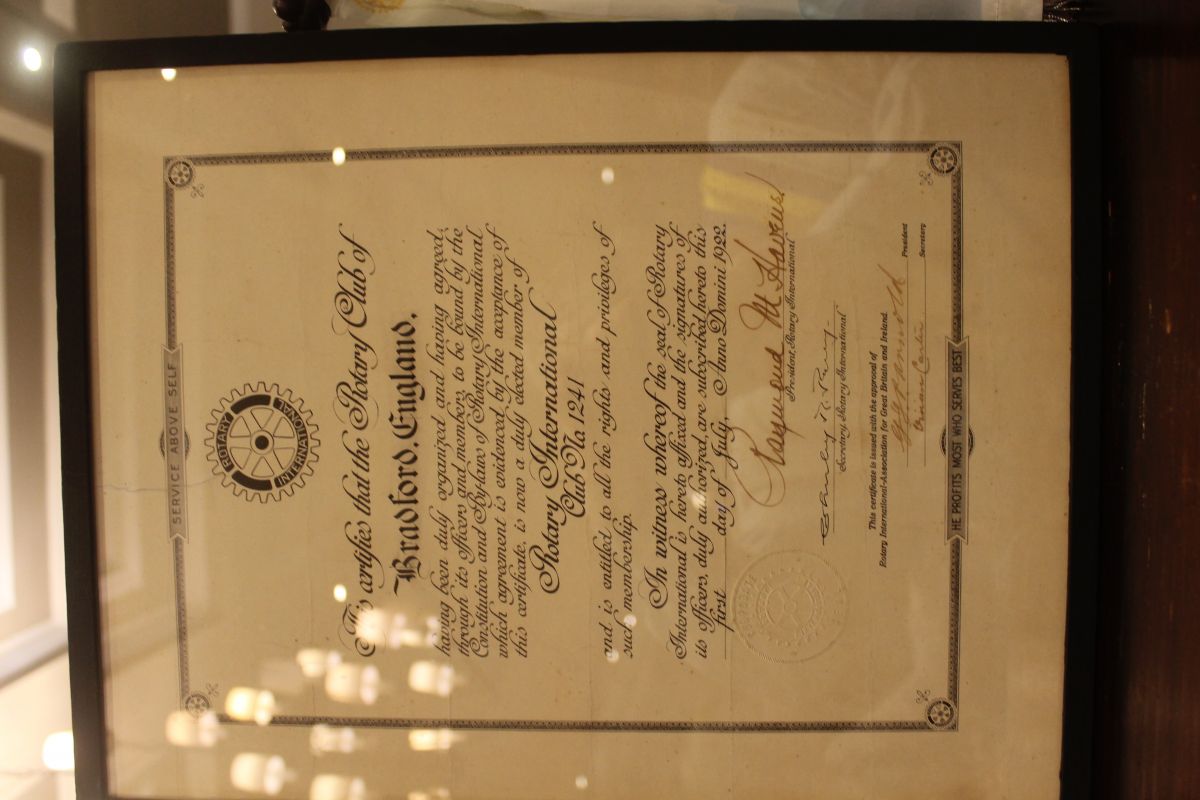 SERVICE ABOVE SELF
ROTARY
INTERNATIONAL
This certifies that the Rotary Club of
Bradford, England,
having been duly organized and having agreed,
through its officers and members, to be bound by the
Constitution and By-laws of Rotary International
which agreement is evidenced by the acceptance of
this certificate, is now a duly elected member of
Rotary International
Club No. 1241
and is entitled to all the rights and privileges of
such membership.
In witness whereof the seal of Rotary
International is hereto affixed and the signatures of
its officers, duly authorized, are subscribed hereto this
first day of July, Anno Domini 1922.
Raymond M Havens
President, Rotary International
Chesley R. Perry
Secretary, Rotary International
This certificate is issued with the approval of
Rotary International-Association for Great Britain and Ireland.
President
Vivian Carter
Secretary
HE PROFITS MOST WHO SERVES BEST